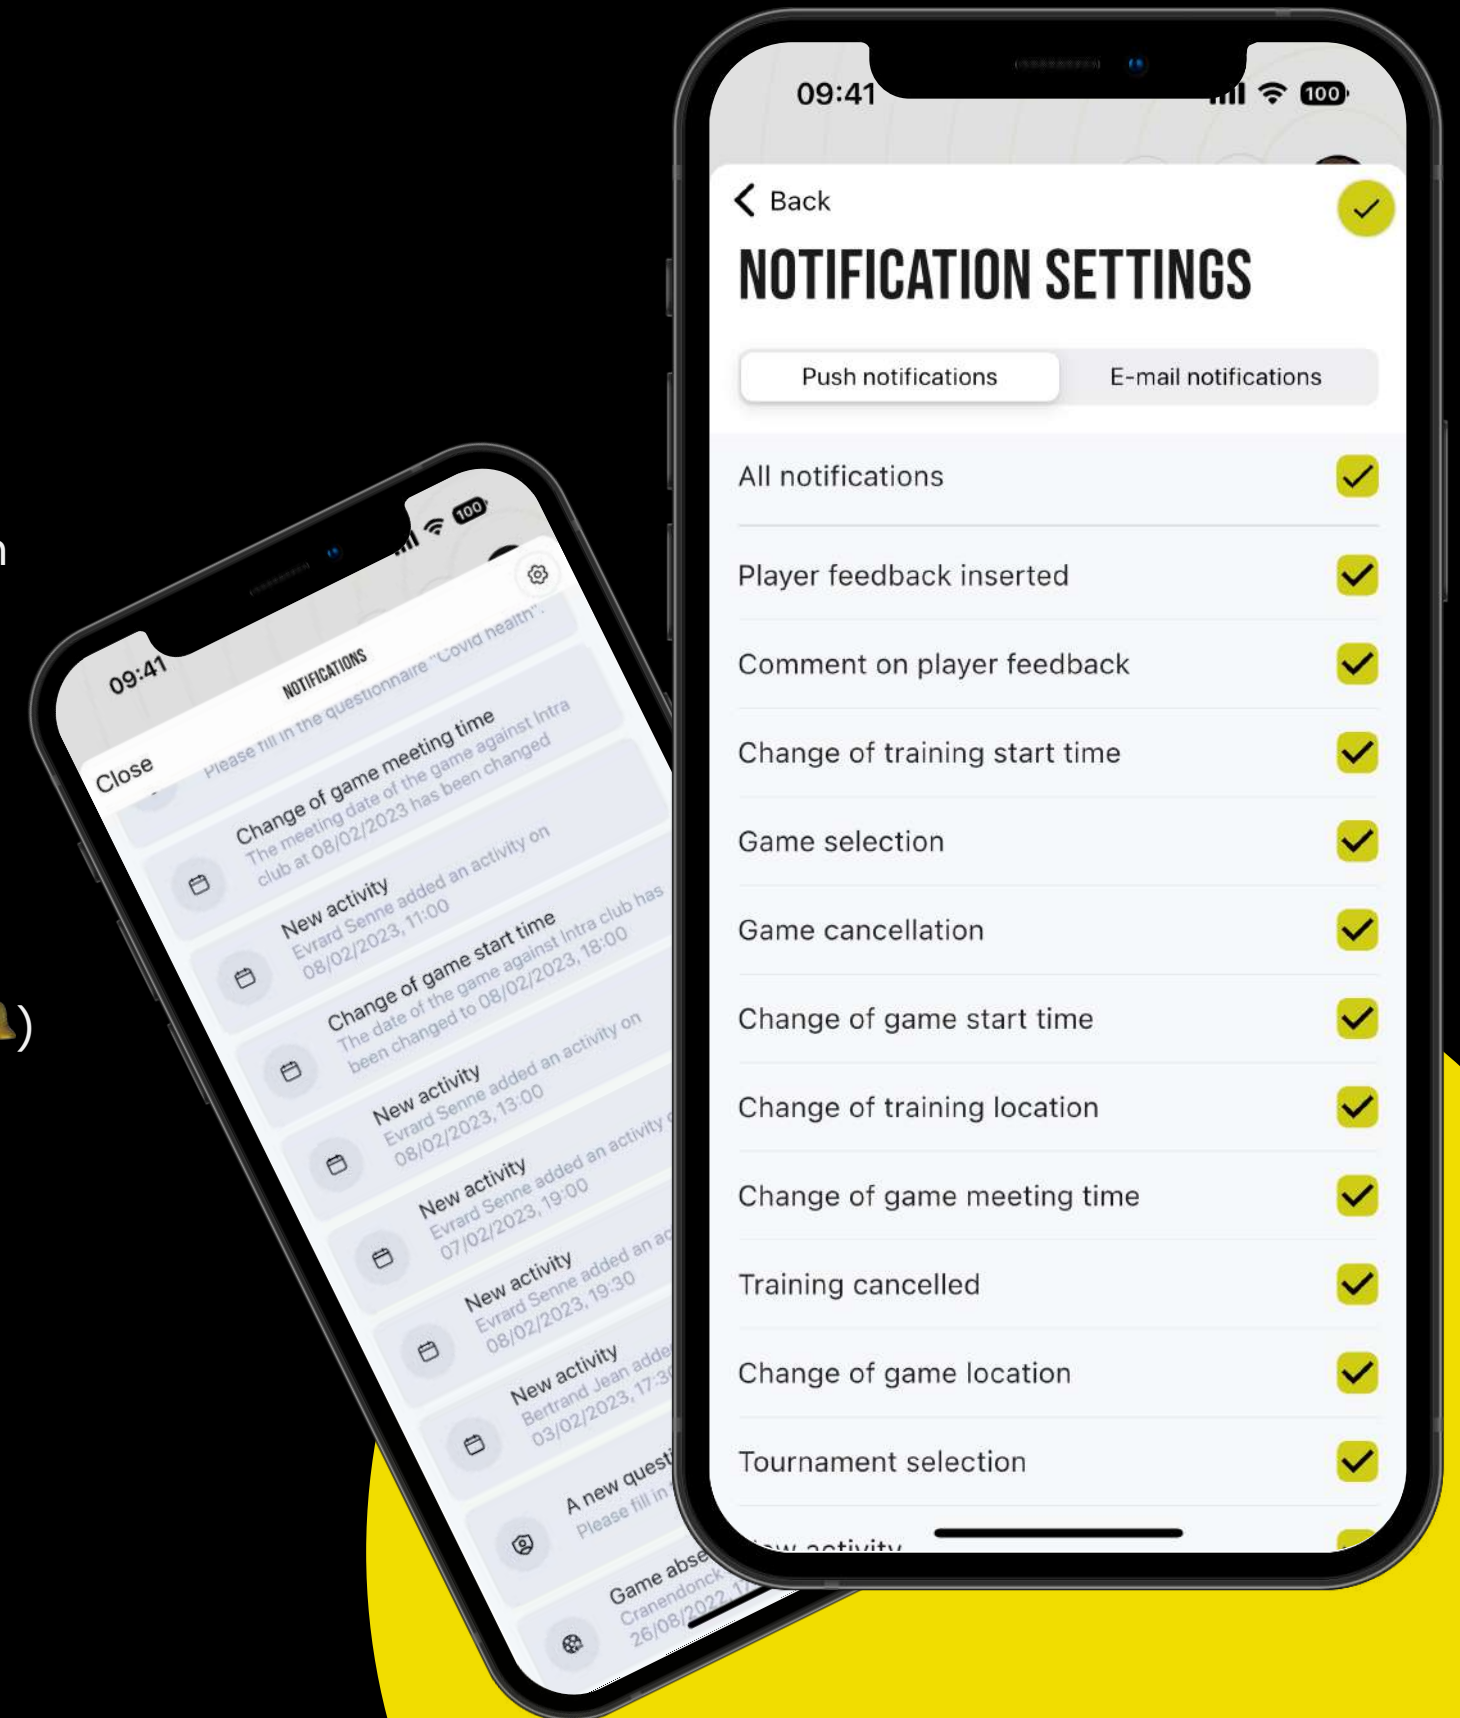 )
09:41
100
Close
NOTIFICATIONS
Please fill in the questionnaire "Covid health".
Change of game meeting time
The meeting date of the game against Intra
club at 08/02/2023 has been changed
New activity
Evrard Senne added an activity on
08/02/2023, 11:00
Change of game start time
The date of the game against Intra club has
been changed to 08/02/2023, 18:00
New activity
Evrard Senne added an activity on
08/02/2023, 13:00
New activity
Evrard Senne added an activity
07/02/2023, 19:00
New activity
Evrard Senne added an
08/02/2023, 19:30
New activity
Bertrand Jean
03/02/2023,
A new
Please fill in
Game
Cranendonck
26/08/2022,
09:41
100
Back
NOTIFICATION SETTINGS
Push notifications
E-mail notifications
All notifications
Player feedback inserted
Comment on player feedback
Change of training start time
Game selection
Game cancellation
Change of game start time
Change of training location
Change of game meeting time
Training cancelled
Change of game location
Tournament selection
activity